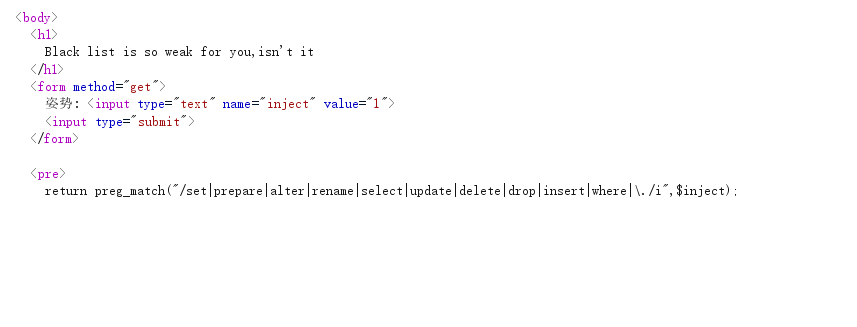 <body>
<h1>
Black list is so weak for you,isn't it
</h1>
<form method="get">
姿势: <input type="text" name="inject" value="1">
<input type="submit">
</form>
<pre>
return preg_match("/set|prepare|alter|rename|select|update|delete|drop|insert|where|\./i",$inject);